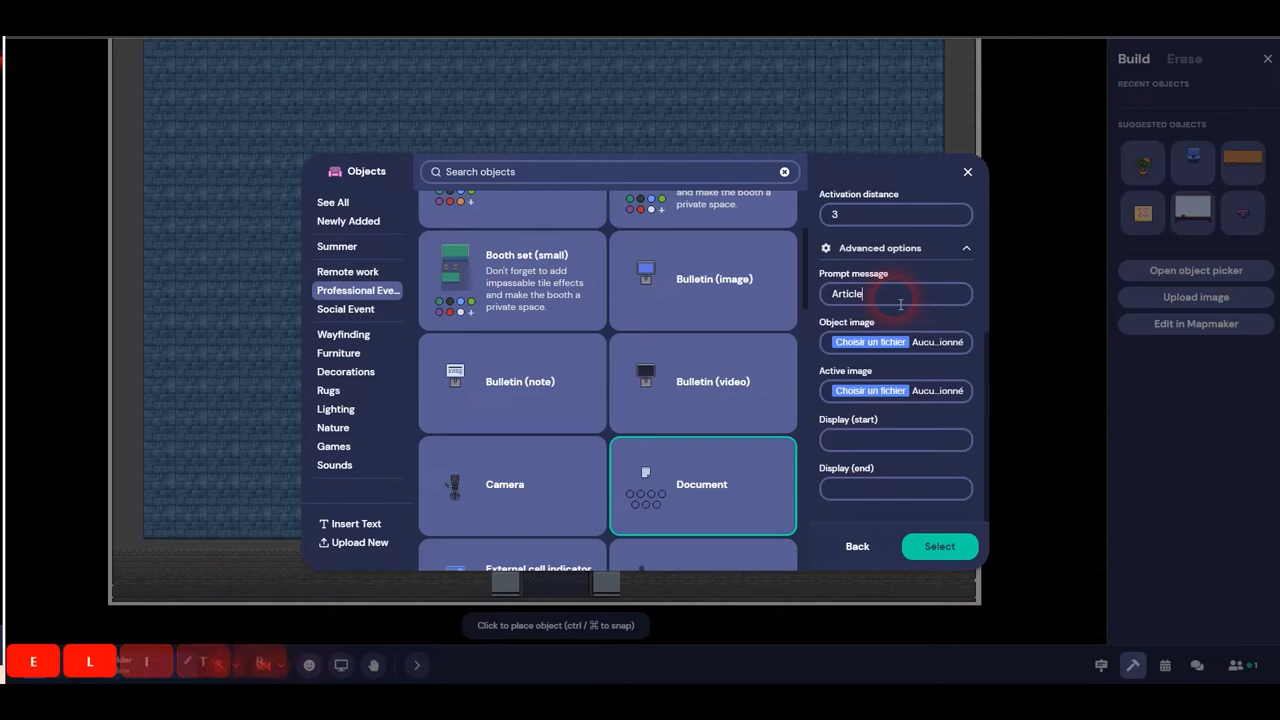 Build Erase
RECENT OBJECTS
SUGGESTED OBJECTS
Open object picker
Upload image
Edit in Mapmaker
Objects
See All
Newly Added
Summer
Remote work
Professional Eve...
Social Event
Wayfinding
Furniture
Decorations
Rugs
Lighting
Nature
Games
Sounds
Insert Text
Upload New
Search objects
and make the booth a
private space.
Booth set (small)
Don't forget to add
impassable tile effects
and make the booth a
private space.
Bulletin (image)
Bulletin (note)
Bulletin (video)
Camera
Document
External call indicator
Activation distance
3
Advanced options
Prompt message
Article
Object image
Choisir un fichier Aucu...ionné
Active image
Choisir un fichier Aucu...ionné
Display (start)
Display (end)
Back
Select
Click to place object (ctrl / ⌘ to snap)
E L I T R
1